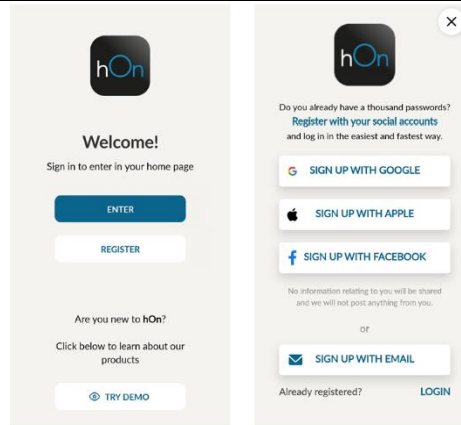 hOn
Welcome!
Sign in to enter in your home page
ENTER
REGISTER
Are you new to hOn?
Click below to learn about our
products
TRY DEMO
hOn
Do you already have a thousand passwords?
Register with your social accounts
and log in in the easiest and fastest way.
SIGN UP WITH GOOGLE
SIGN UP WITH APPLE
SIGN UP WITH FACEBOOK
No information relating to you will be shared
and we will not post anything from you.
or
SIGN UP WITH EMAIL
Already registered? LOGIN